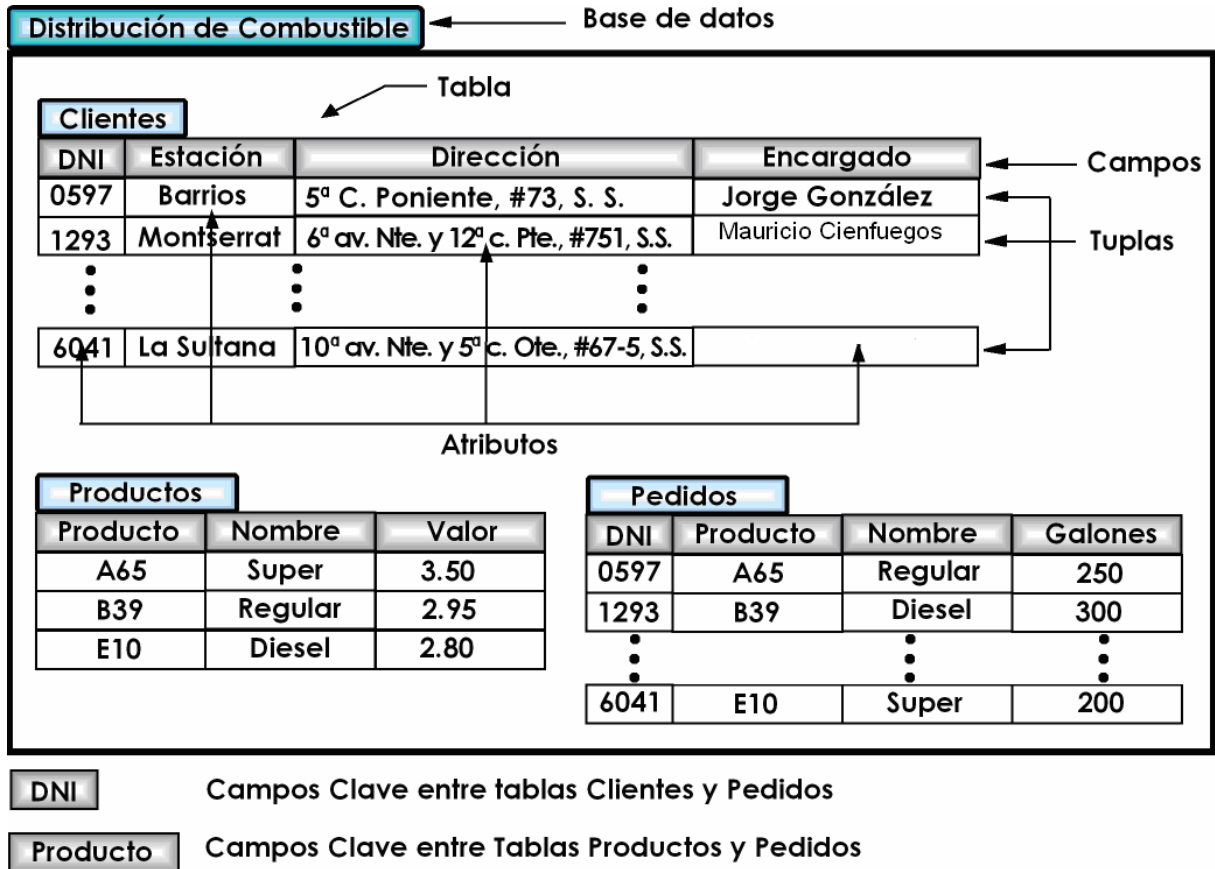 Distribución de Combustible
Base de datos
Tabla
Clientes
DNI Estación Dirección Encargado
Campos
0597 Barrios 5ª C. Poniente, #73, S. S. Jorge González
1293 Montserrat 6ª av. Nte. y 12ª c. Pte., #751, S.S. Mauricio Cienfuegos
Tuplas
6041 La Sultana 10ª av. Nte. y 5ª c. Ote., #67-5, S.S.
Atributos
Productos
Producto Nombre Valor
A65 Super 3.50
B39 Regular 2.95
E10 Diesel 2.80
Pedidos
DNI Producto Nombre Galones
0597 A65 Regular 250
1293 B39 Diesel 300
6041 E10 Super 200
DNI Campos Clave entre tablas Clientes y Pedidos
Producto Campos Clave entre Tablas Productos y Pedidos